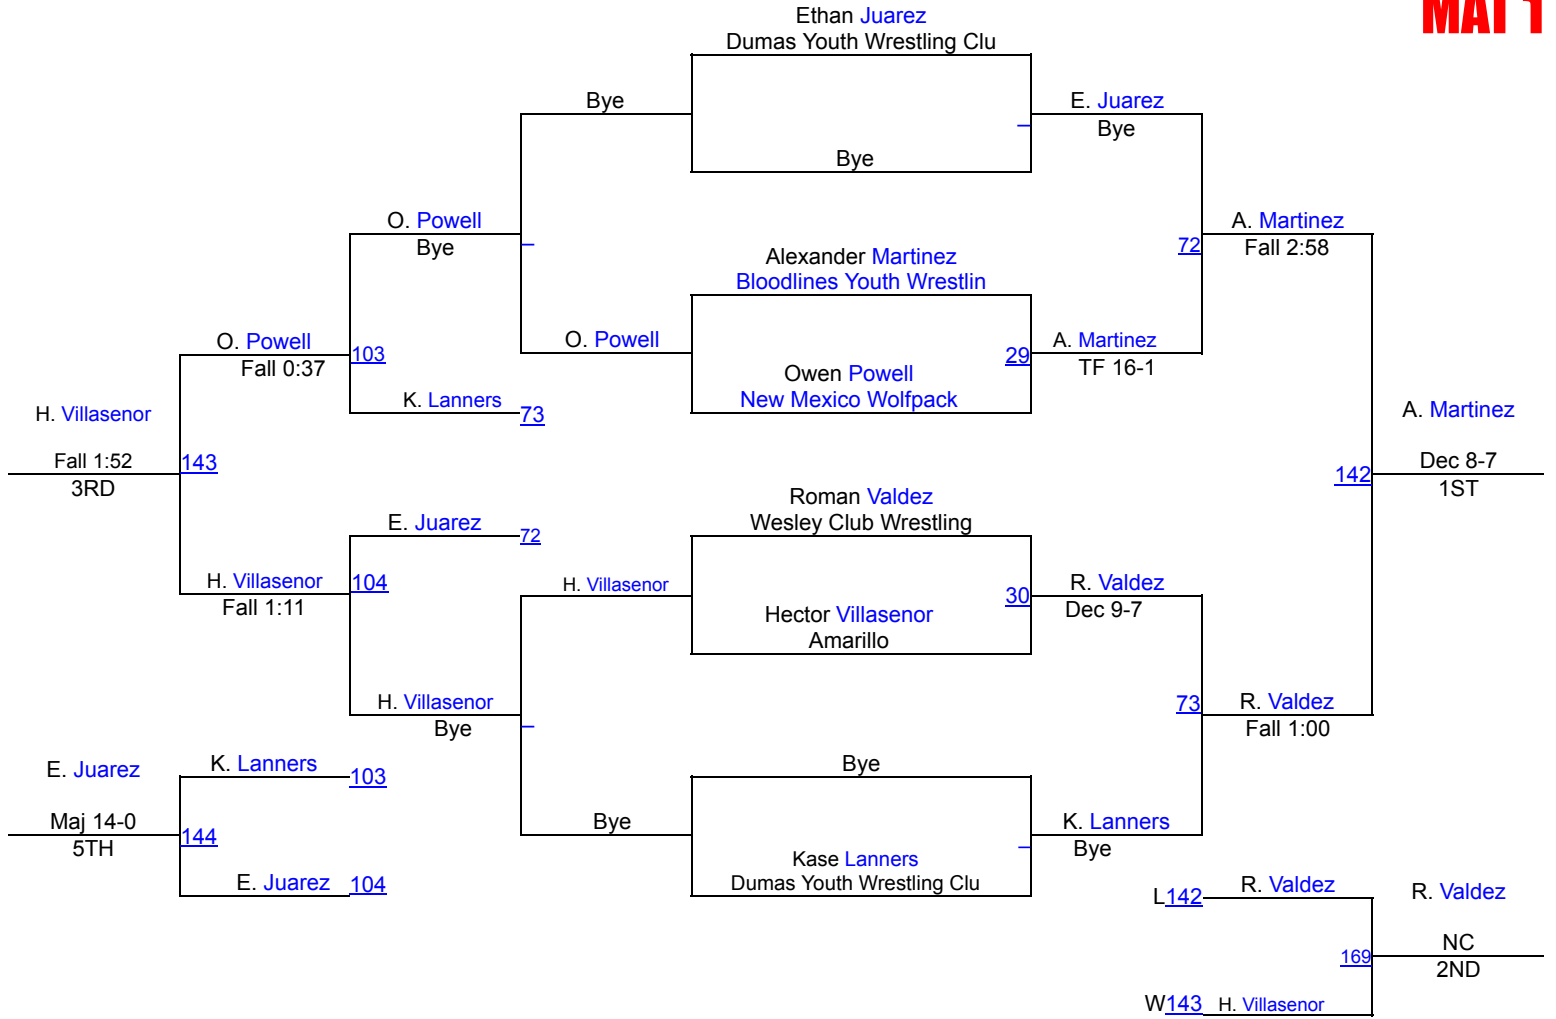 MAT 1
Ethan Juarez
Dumas Youth Wrestling Clu
Bye
E. Juarez
Bye
Bye
O. Powell
Bye
A. Martinez
72
Fall 2:58
Alexander Martinez
Bloodlines Youth Wrestlin
O. Powell
Fall 0:37
103
O. Powell
A. Martinez
29
TF 16-1
Owen Powell
New Mexico Wolfpack
K. Lanners
73
H. Villasenor
Fall 1:52
143
3RD
A. Martinez
142
Dec 8-7
1ST
Roman Valdez
Wesley Club Wrestling
E. Juarez
72
H. Villasenor
104
Fall 1:11
H. Villasenor
30
R. Valdez
Dec 9-7
Hector Villasenor
Amarillo
H. Villasenor
Bye
73
R. Valdez
Fall 1:00
E. Juarez
K. Lanners
103
Bye
Maj 14-0
144
5TH
Bye
K. Lanners
Bye
Kase Lanners
Dumas Youth Wrestling Clu
E. Juarez
104
L142
R. Valdez
R. Valdez
169
NC
2ND
W143
H. Villasenor